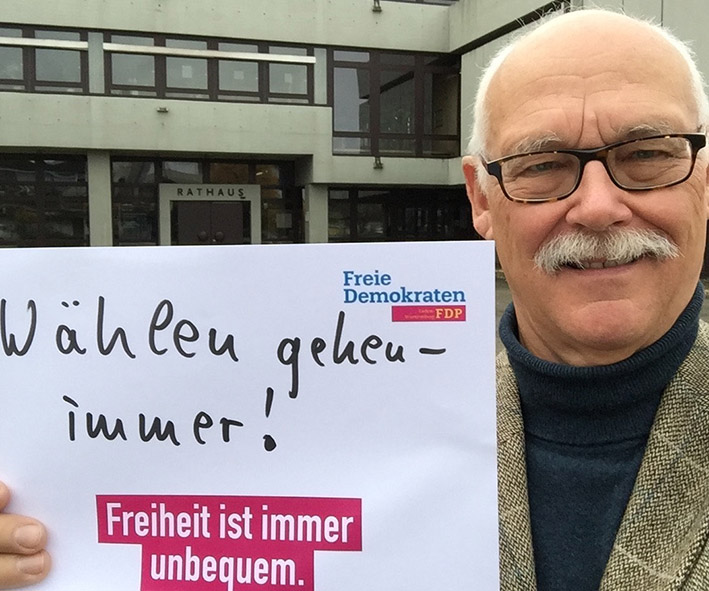 RATHAUS
Freie
Demokraten
FDP
Wählen gehen –
immer!
Freiheit ist immer
unbequem.